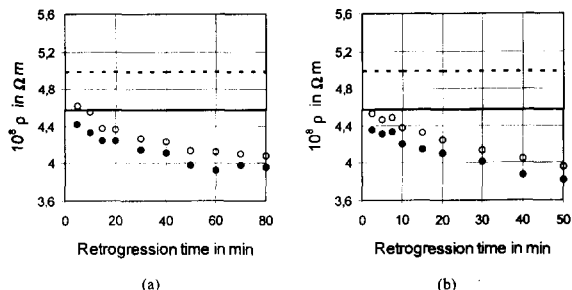 5,6
5,2
4,8
4,4
4
3,6
10⁸ ρ in Ω m
0 20 40 60 80
Retrogression time in min
(a)
5,6
5,2
4,8
4,4
4
3,6
10⁸ ρ in Ω m
0 10 20 30 40 50
Retrogression time in min
(b)